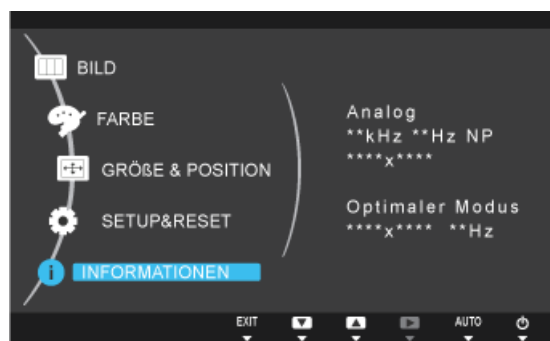 BILD
FARBE
GRÖßE & POSITION
SETUP&RESET
i INFORMATIONEN
Analog
**kHz **Hz NP
****x****
Optimaler Modus
****x**** **Hz
EXIT AUTO